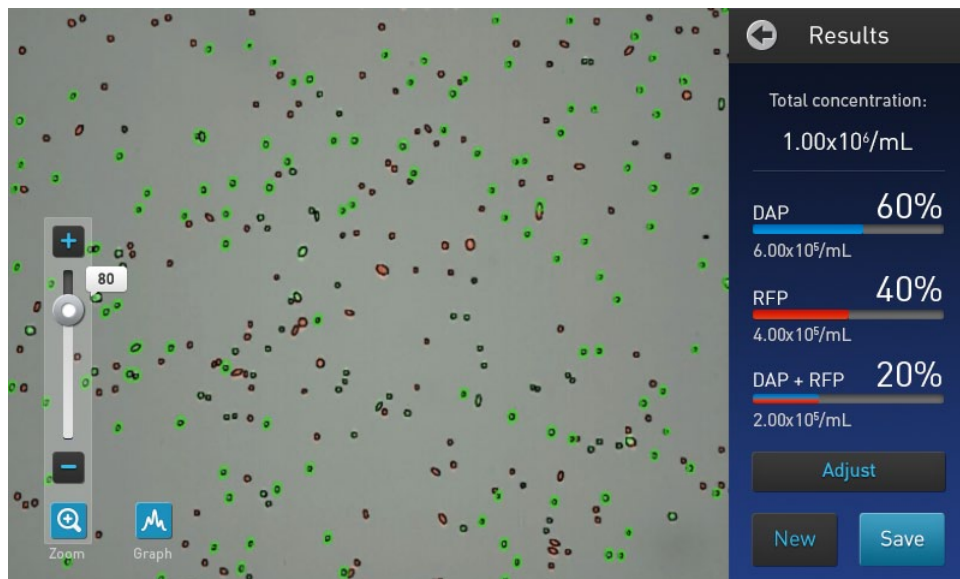 Results
Total concentration:
1.00x10⁶/mL
DAP 60%
6.00x10⁵/mL
RFP 40%
4.00x10⁵/mL
DAP + RFP 20%
2.00x10⁵/mL
Adjust
New Save
+
80
−
Zoom Graph